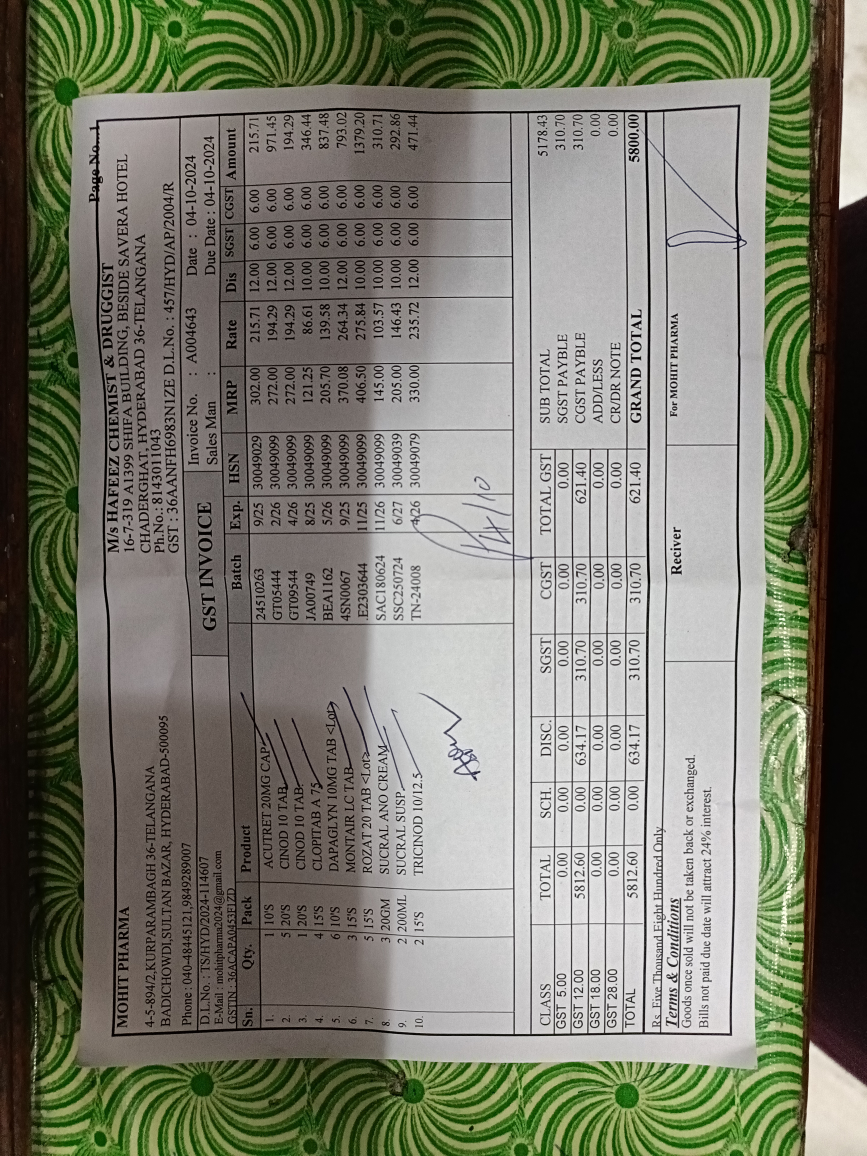 Page No. 1
MOHIT PHARMA
4-5-894/2,KURPARAMBAGH 36-TELANGANA
BADICHOWDI,SULTAN BAZAR, HYDERABAD-500095
Phone : 040-48445121,9849289007
D.L.No. : TS/HYD/2024-114607
E-Mail : mohitpharma2024@gmail.com
GSTIN : 36ACAPA0453F1ZD
M/s HAFEEZ CHEMIST & DRUGGIST
16-7-319 A1399 SHIFA BUILDING, BESIDE SAVERA HOTEL
CHADERGHAT, HYDERABAD 36-TELANGANA
Ph.No.: 8143011043
GST : 36AANFH6983N1ZE D.L.No. : 457/HYD/AP/2004/R
GST INVOICE
Invoice No. : A004643 Date : 04-10-2024
Sales Man : Due Date : 04-10-2024
Sn. Qty. Pack Product Batch Exp. HSN MRP Rate Dis SGST CGST Amount
1. 1 10'S ACUTRET 20MG CAP 24510263 9/25 30049029 302.00 215.71 12.00 6.00 6.00 215.71
2. 5 20'S CINOD 10 TAB GT05444 2/26 30049099 272.00 194.29 12.00 6.00 6.00 971.45
3. 1 20'S CINOD 10 TAB GT09544 4/26 30049099 272.00 194.29 12.00 6.00 6.00 194.29
4. 4 15'S CLOPITAB A 75 JA00749 8/25 30049099 121.25 86.61 10.00 6.00 6.00 346.44
5. 6 10'S DAPAGLYN 10MG TAB <Lot> BEA1162 5/26 30049099 205.70 139.58 10.00 6.00 6.00 837.48
6. 3 15'S MONTAIR LC TAB 4SN0067 9/25 30049099 370.08 264.34 12.00 6.00 6.00 793.02
7. 5 15'S ROZAT 20 TAB <Lot> E2303644 11/25 30049099 406.50 275.84 10.00 6.00 6.00 1379.20
8. 3 20GM SUCRAL ANO CREAM SAC180624 11/26 30049099 145.00 103.57 10.00 6.00 6.00 310.71
9. 2 200ML SUCRAL SUSP. SSC250724 6/27 30049039 205.00 146.43 10.00 6.00 6.00 292.86
10. 2 15'S TRICINOD 10/12.5 TN-24008 4/26 30049079 330.00 235.72 12.00 6.00 6.00 471.44
4/10
CLASS TOTAL SCH. DISC. SGST CGST TOTAL GST
GST 5.00 0.00 0.00 0.00 0.00 0.00 0.00
GST 12.00 5812.60 0.00 634.17 310.70 310.70 621.40
GST 18.00 0.00 0.00 0.00 0.00 0.00 0.00
GST 28.00 0.00 0.00 0.00 0.00 0.00 0.00
TOTAL 5812.60 0.00 634.17 310.70 310.70 621.40
SUB TOTAL 5178.43
SGST PAYBLE 310.70
CGST PAYBLE 310.70
ADD/LESS 0.00
CR/DR NOTE 0.00
GRAND TOTAL 5800.00
Rs. Five Thousand Eight Hundred Only
Terms & Conditions
Goods once sold will not be taken back or exchanged.
Bills not paid due date will attract 24% interest.
Reciver
For MOHIT PHARMA